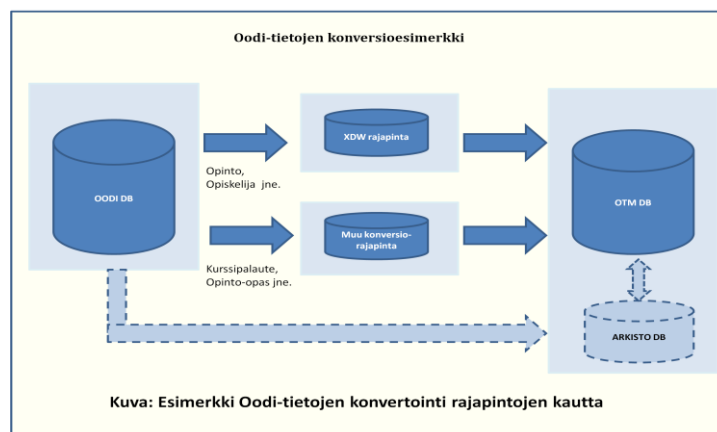 Oodi-tietojen konversioesimerkki
OODI DB
Opinto,
Opiskelija jne.
XDW rajapinta
Kurssipalaute,
Opinto-opas jne.
Muu konversio-
rajapinta
OTM DB
ARKISTO DB
Kuva: Esimerkki Oodi-tietojen konvertointi rajapintojen kautta